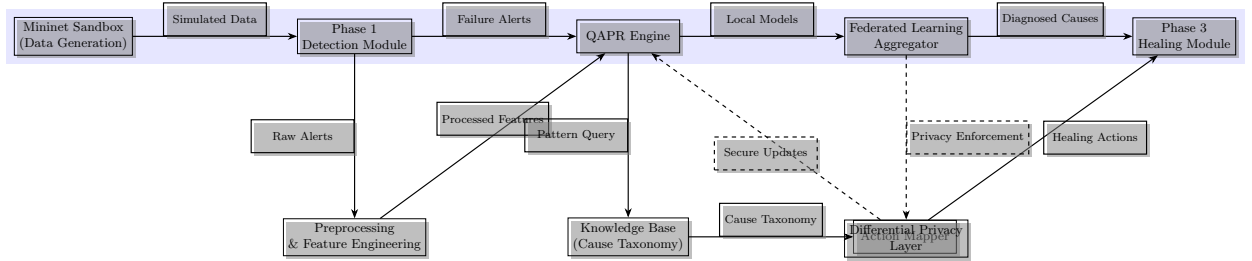 Simulated Data
Failure Alerts
Local Models
Diagnosed Causes
Mininet Sandbox
(Data Generation)
Phase 1
Detection Module
QAPR Engine
Federated Learning
Aggregator
Phase 3
Healing Module
Raw Alerts
Processed Features
Pattern Query
Secure Updates
Privacy Enforcement
Healing Actions
Preprocessing
& Feature Engineering
Knowledge Base
(Cause Taxonomy)
Cause Taxonomy
Differential Privacy
Layer
Action Mapper